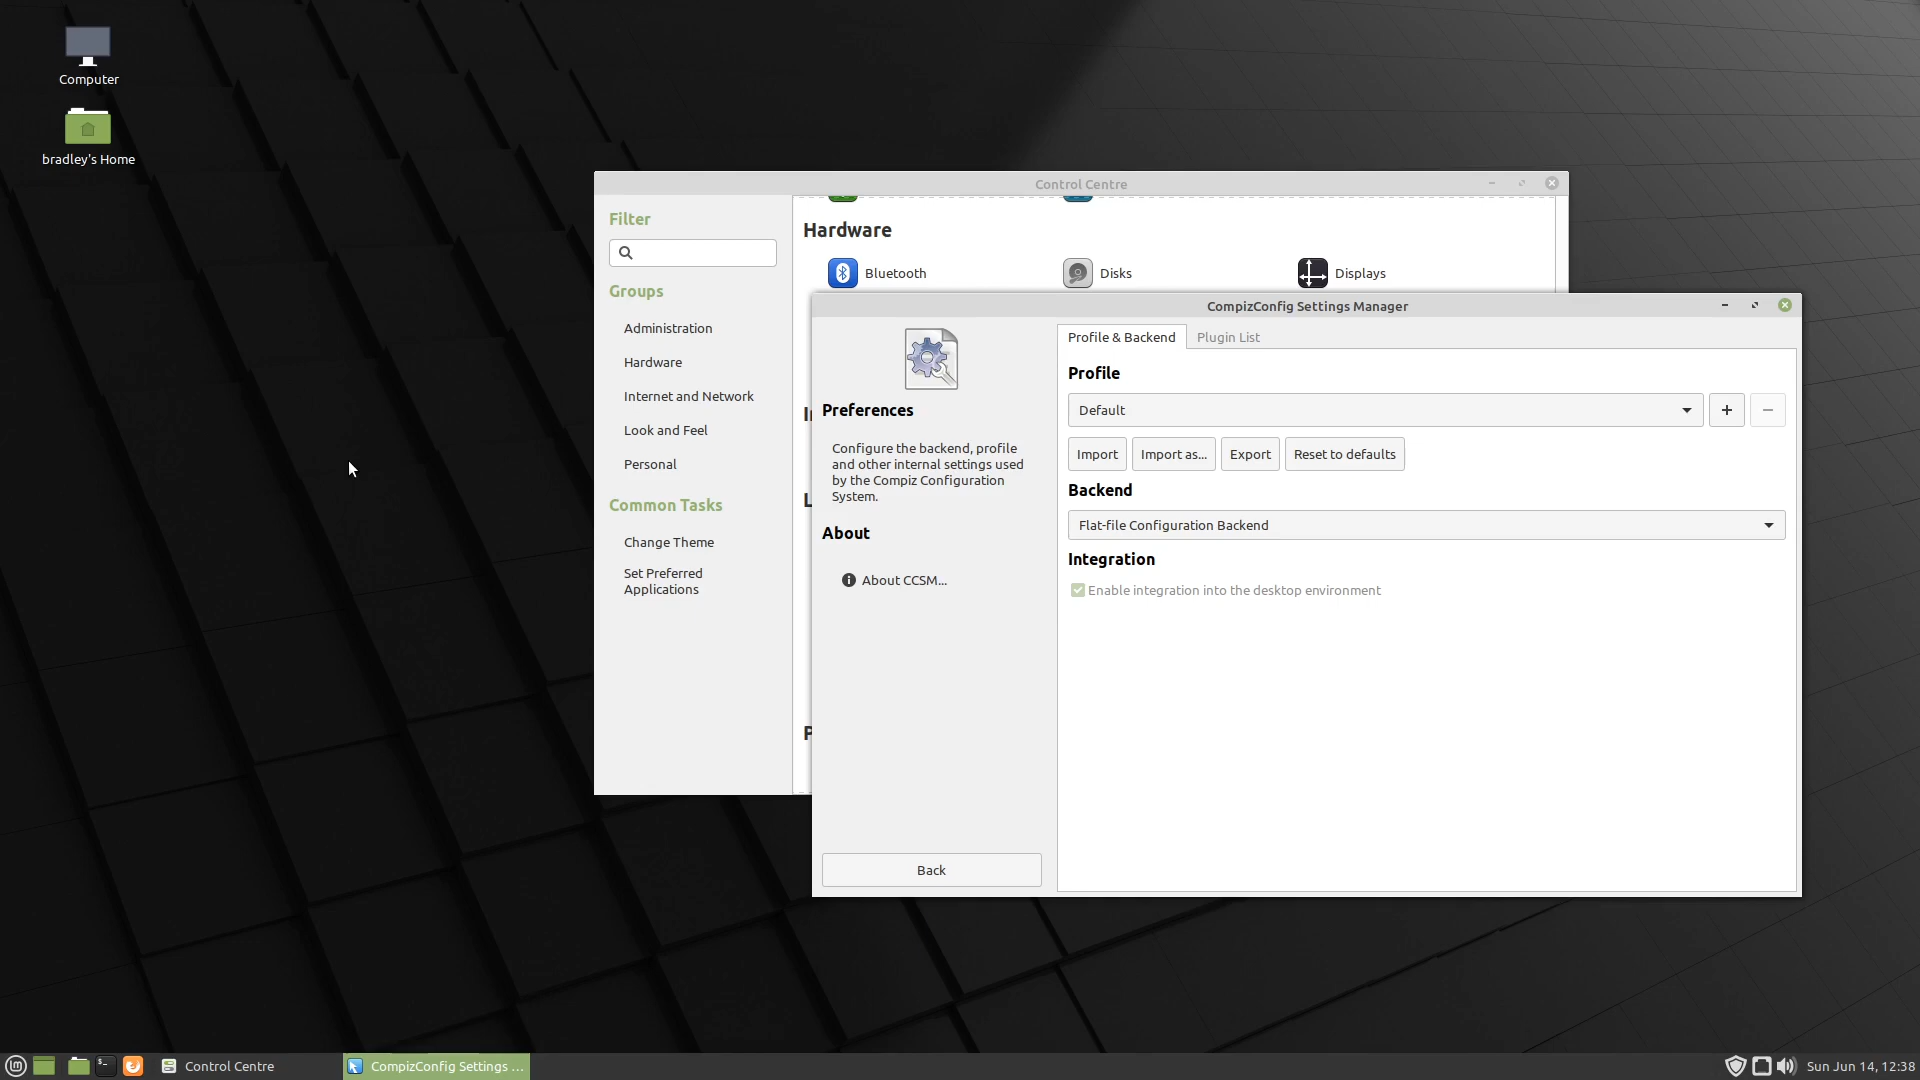 Computer
bradley's Home
Control Centre
Filter
Groups
Administration
Hardware
Internet and Network
Look and Feel
Personal
Common Tasks
Change Theme
Set Preferred
Applications
Hardware
Bluetooth
Disks
Displays
CompizConfig Settings Manager
Preferences
Configure the backend, profile
and other internal settings used
by the Compiz Configuration
System.
About
About CCSM...
Back
Profile & Backend
Plugin List
Profile
Default
Import
Import as...
Export
Reset to defaults
Backend
Flat-file Configuration Backend
Integration
Enable integration into the desktop environment
Control Centre
CompizConfig Settings ...
Sun Jun 14, 12:38